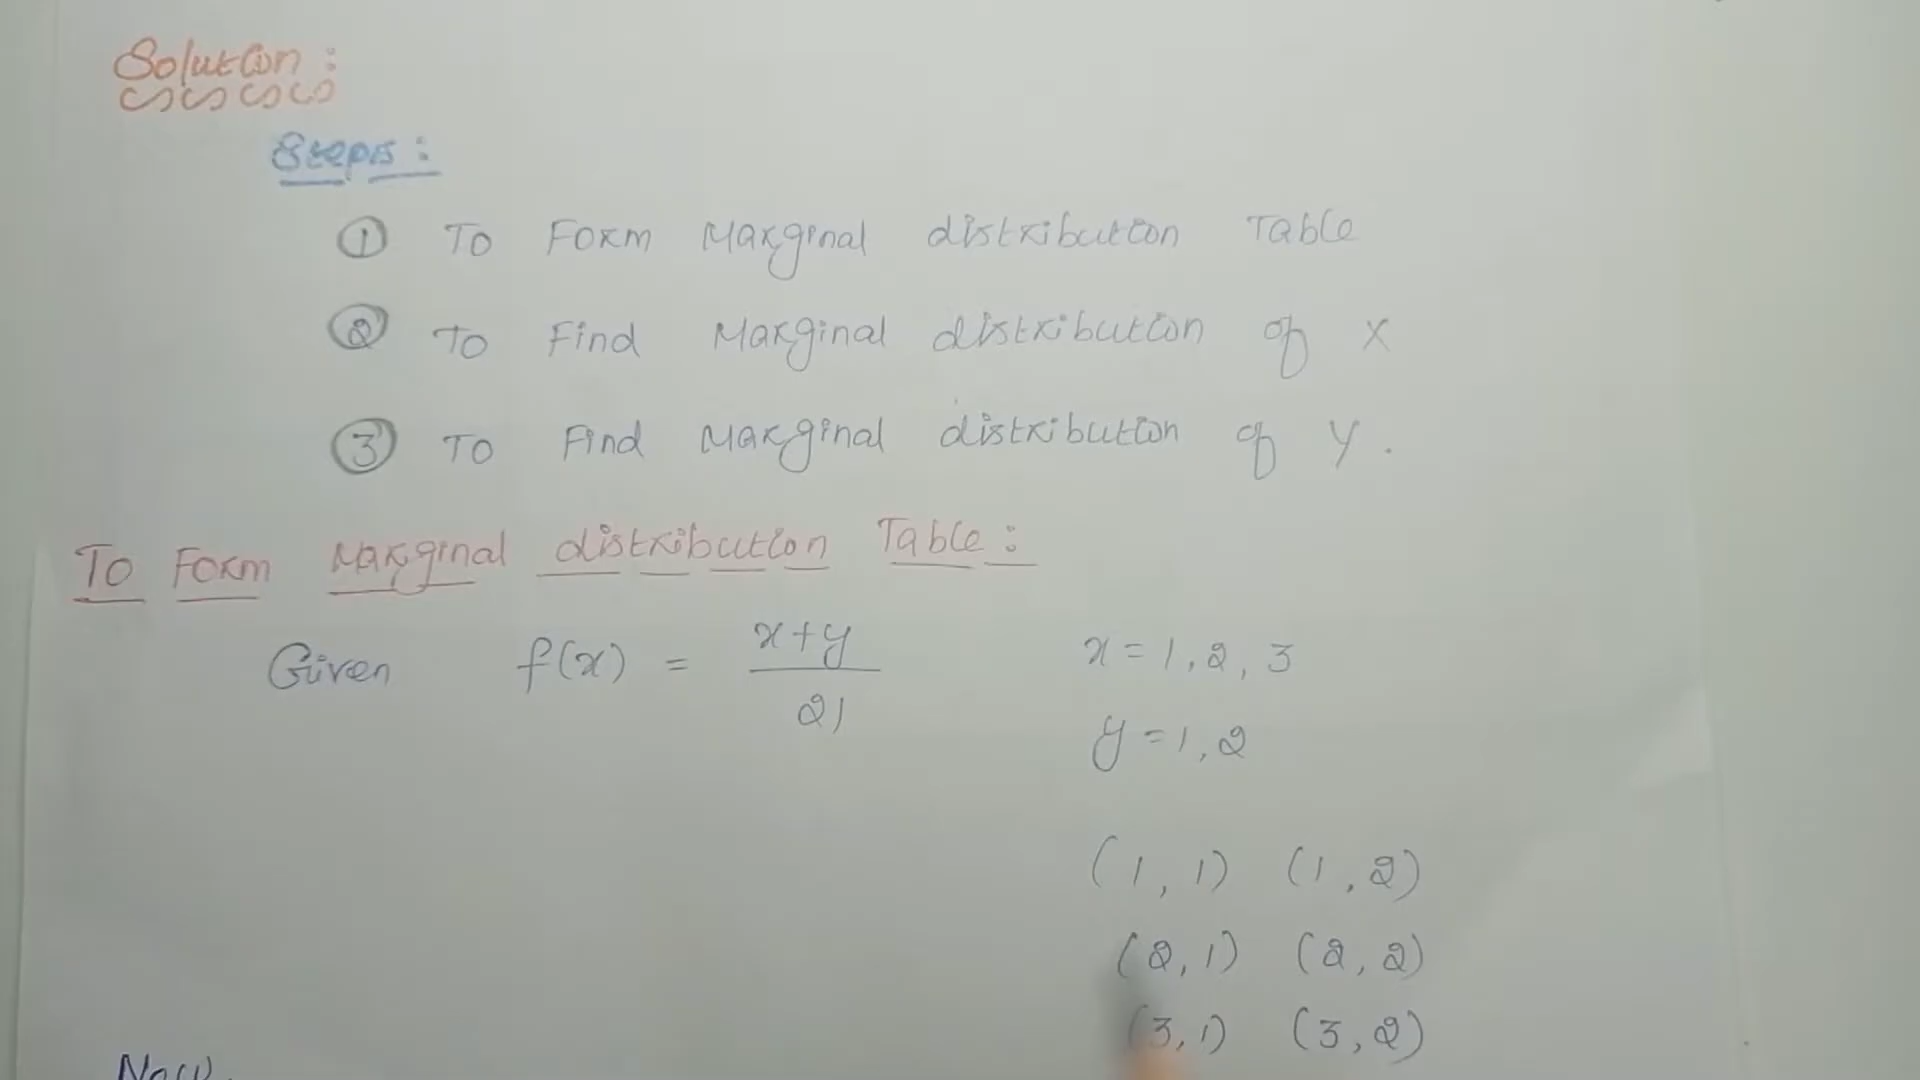 Solution:
Steps:
① To Form Marginal distribution Table
② To Find Marginal distribution of X
③ To Find Marginal distribution of Y.
To Form Marginal distribution Table:
Given f(x) = x+y / 21 x = 1, 2, 3
y = 1, 2
(1, 1) (1, 2)
(2, 1) (2, 2)
(3, 1) (3, 2)
Now,